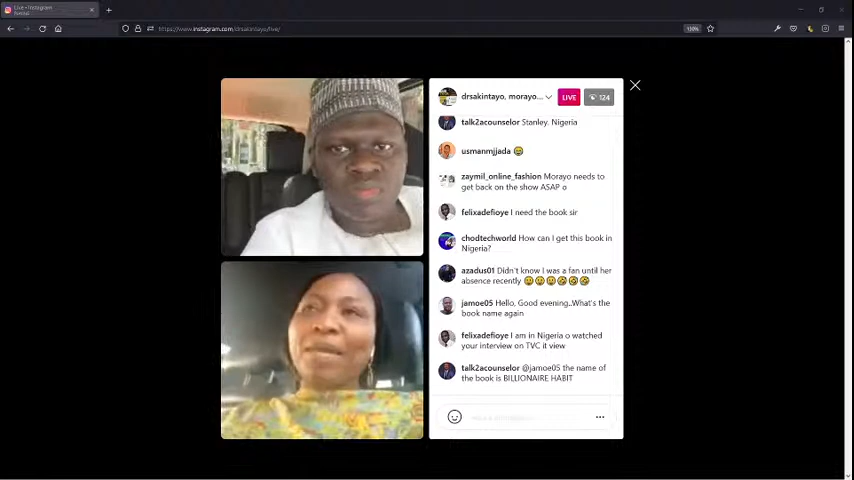 Live • Instagram
https://www.instagram.com/drsakintayo/live/
120%
drsakintayo, morayo...
LIVE
124
talk2acounselor Stanley. Nigeria
usmanmjjada 😂
zaymil_online_fashion Morayo needs to
get back on the show ASAP o
felixadefioye I need the book sir
chodtechworld How can I get this book in
Nigeria?
azadus01 Didn't know I was a fan until her
absence recently
jamoe05 Hello, Good evening..What's the
book name again
felixadefioye I am in Nigeria o watched
your interview on TVC it view
talk2acounselor @jamoe05 the name of
the book is BILLIONAIRE HABIT